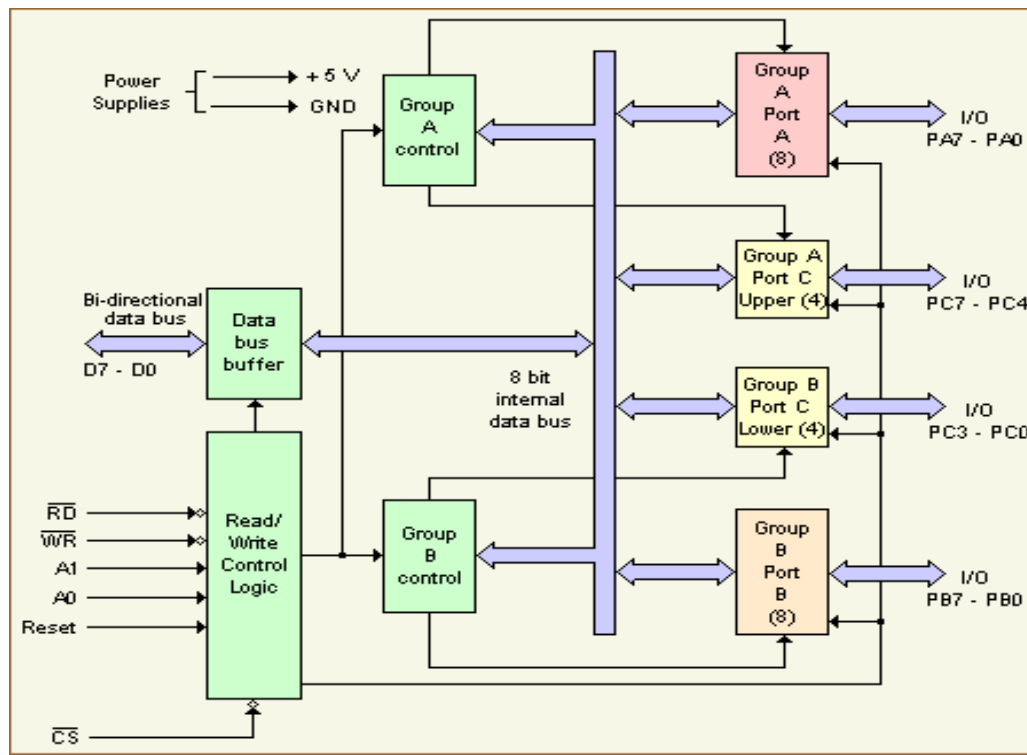 Power
Supplies
+ 5 V
GND
Group
A
control
Group
A
Port
A
(8)
I/O
PA7 - PA0
Group A
Port C
Upper (4)
I/O
PC7 - PC4
Bi-directional
data bus
D7 - D0
Data
bus
buffer
8 bit
internal
data bus
Group B
Port C
Lower (4)
I/O
PC3 - PC0
RD
WR
A1
A0
Reset
CS
Read/
Write
Control
Logic
Group
B
control
Group
B
Port
B
(8)
I/O
PB7 - PB0